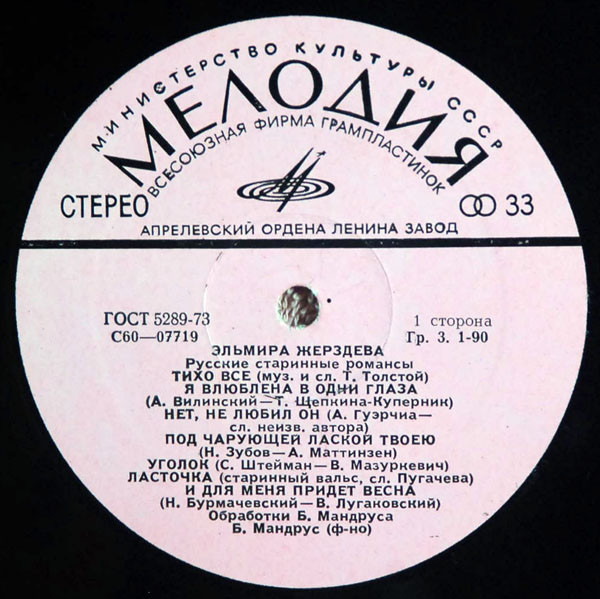 МИНИСТЕРСТВО КУЛЬТУРЫ СССР
МЕЛОДИЯ
ВСЕСОЮЗНАЯ ФИРМА ГРАМПЛАСТИНОК
СТЕРЕО
33
АПРЕЛЕВСКИЙ ОРДЕНА ЛЕНИНА ЗАВОД
ГОСТ 5289-73
1 сторона
С60—07719
Гр. 3. 1-90
ЭЛЬМИРА ЖЕРЗДЕВА
Русские старинные романсы
ТИХО ВСЕ (муз. и сл. Т. Толстой)
Я ВЛЮБЛЕНА В ОДНИ ГЛАЗА
(А. Вилинский—Т. Щепкина-Куперник)
НЕТ, НЕ ЛЮБИЛ ОН (А. Гуэрчиа—
сл. неизв. автора)
ПОД ЧАРУЮЩЕЙ ЛАСКОЙ ТВОЕЮ
(Н. Зубов—А. Маттинзен)
УГОЛОК (С. Штейман—В. Мазуркевич)
ЛАСТОЧКА (старинный вальс, сл. Пугачева)
И ДЛЯ МЕНЯ ПРИДЕТ ВЕСНА
(Н. Бурмачевский—В. Лугаковский)
Обработки Б. Мандруса
Б. Мандрус (ф-но)